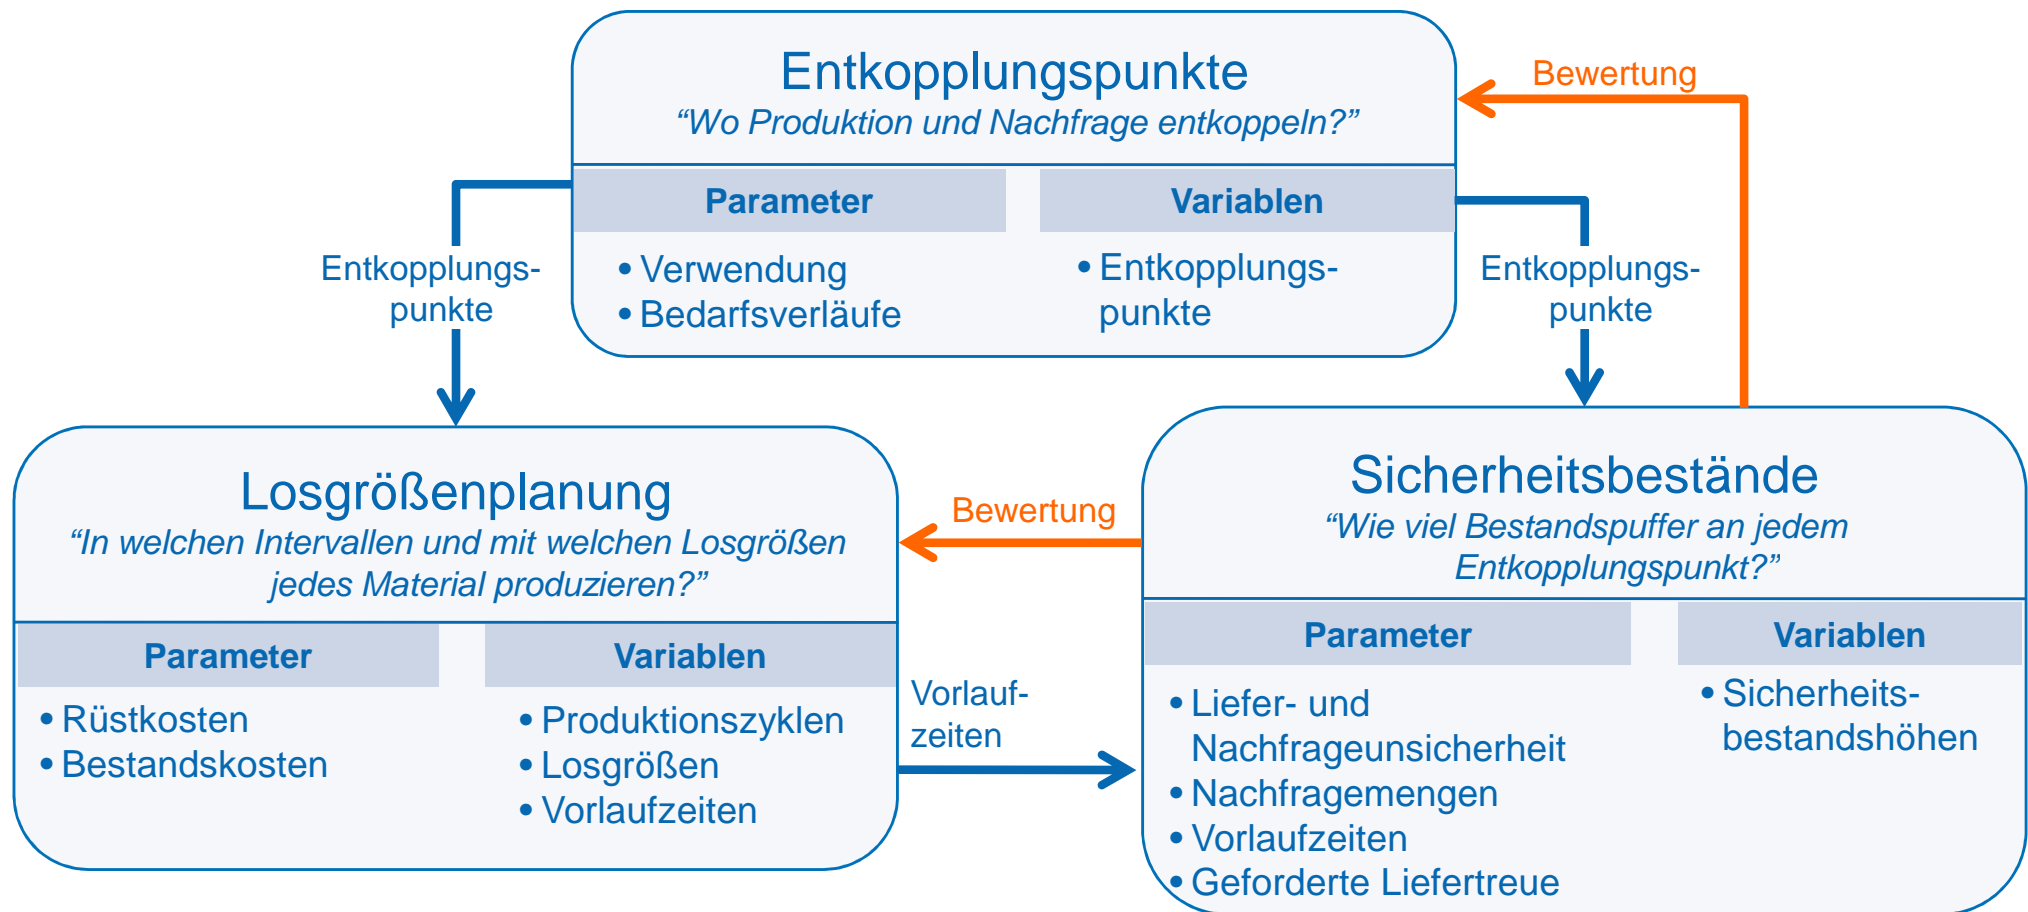 Entkopplungspunkte
“Wo Produktion und Nachfrage entkoppeln?”
Parameter
• Verwendung
• Bedarfsverläufe
Variablen
• Entkopplungs-
punkte
Bewertung
Entkopplungs-
punkte
Entkopplungs-
punkte
Losgrößenplanung
“In welchen Intervallen und mit welchen Losgrößen
jedes Material produzieren?”
Parameter
• Rüstkosten
• Bestandskosten
Variablen
• Produktionszyklen
• Losgrößen
• Vorlaufzeiten
Bewertung
Vorlauf-
zeiten
Sicherheitsbestände
“Wie viel Bestandspuffer an jedem
Entkopplungspunkt?”
Parameter
• Liefer- und
Nachfrageunsicherheit
• Nachfragemengen
• Vorlaufzeiten
• Geforderte Liefertreue
Variablen
• Sicherheits-
bestandshöhen